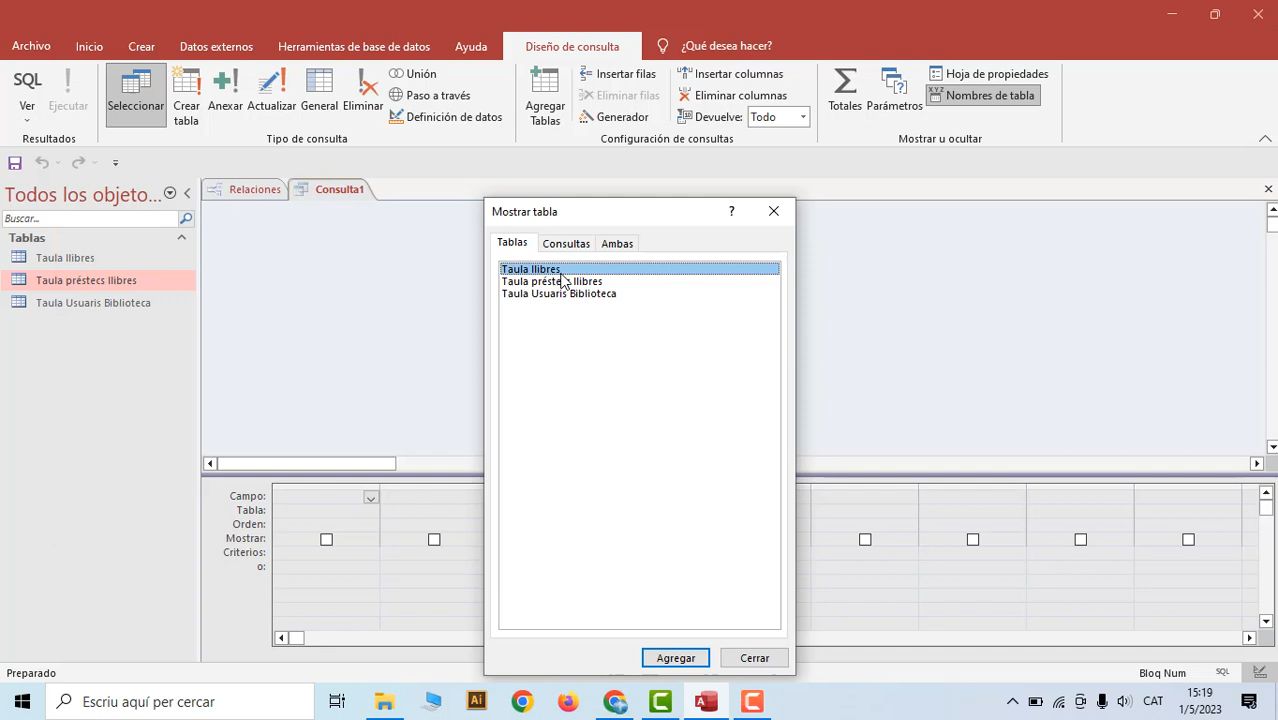 Archivo Inicio Crear Datos externos Herramientas de base de datos Ayuda Diseño de consulta ¿Qué desea hacer?
SQL
Ver
Ejecutar
Resultados
Seleccionar
Crear
tabla
Anexar
Actualizar
General
Eliminar
Unión
Paso a través
Definición de datos
Tipo de consulta
Agregar
Tablas
Insertar filas
Eliminar filas
Generador
Insertar columnas
Eliminar columnas
Devuelve: Todo
Configuración de consultas
Totales
Parámetros
Hoja de propiedades
XYZ Nombres de tabla
Mostrar u ocultar
Todos los objeto...
Buscar...
Tablas
Taula llibres
Taula préstecs llibres
Taula Usuaris Biblioteca
Relaciones
Consulta1
Mostrar tabla
?
Tablas Consultas Ambas
Taula llibres
Taula préstecs llibres
Taula Usuaris Biblioteca
Agregar Cerrar
Campo:
Tabla:
Orden:
Mostrar:
Criterios:
o:
Preparado
Bloq Num
SQL
Escriu aquí per cercar
Ai
CAT
15:19
1/5/2023